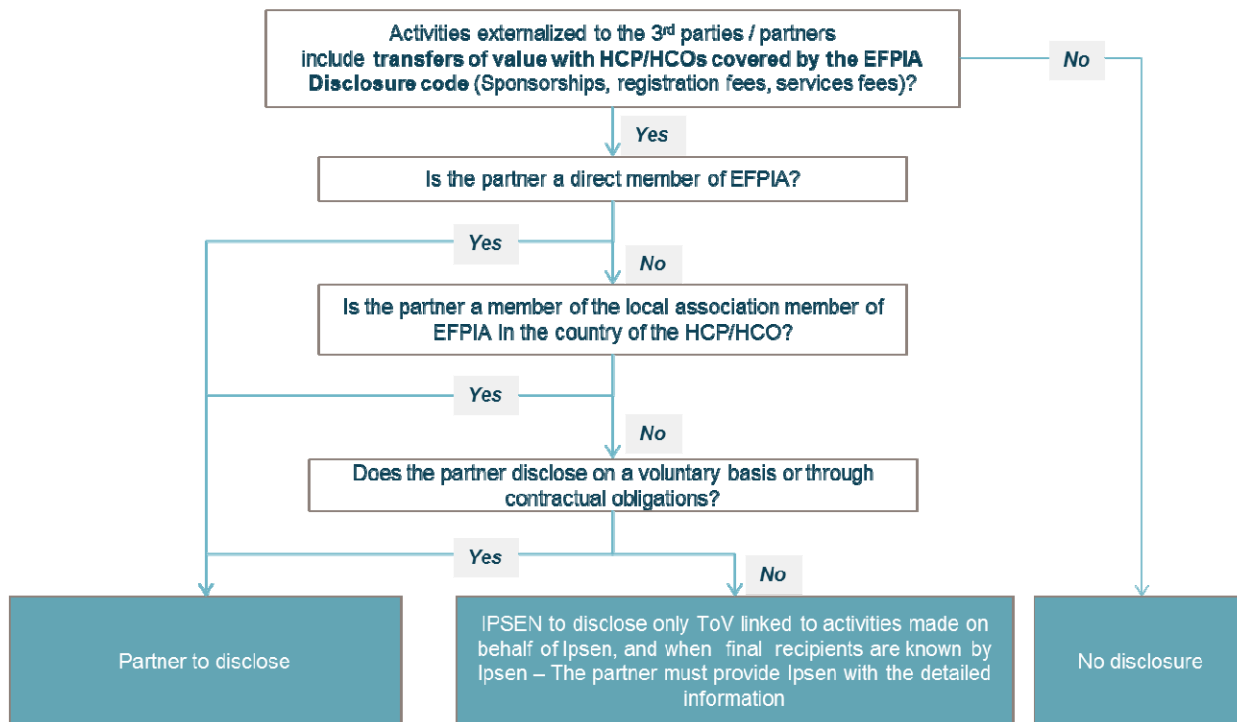 Activities externalized to the 3rd parties / partners
include transfers of value with HCP/HCOs covered by the EFPIA
Disclosure code (Sponsorships, registration fees, services fees)?
No
Yes
Is the partner a direct member of EFPIA?
Yes
No
Is the partner a member of the local association member of
EFPIA in the country of the HCP/HCO?
Yes
No
Does the partner disclose on a voluntary basis or through
contractual obligations?
Yes
No
Partner to disclose
IPSEN to disclose only ToV linked to activities made on
behalf of Ipsen, and when final recipients are known by
Ipsen – The partner must provide Ipsen with the detailed
information
No disclosure